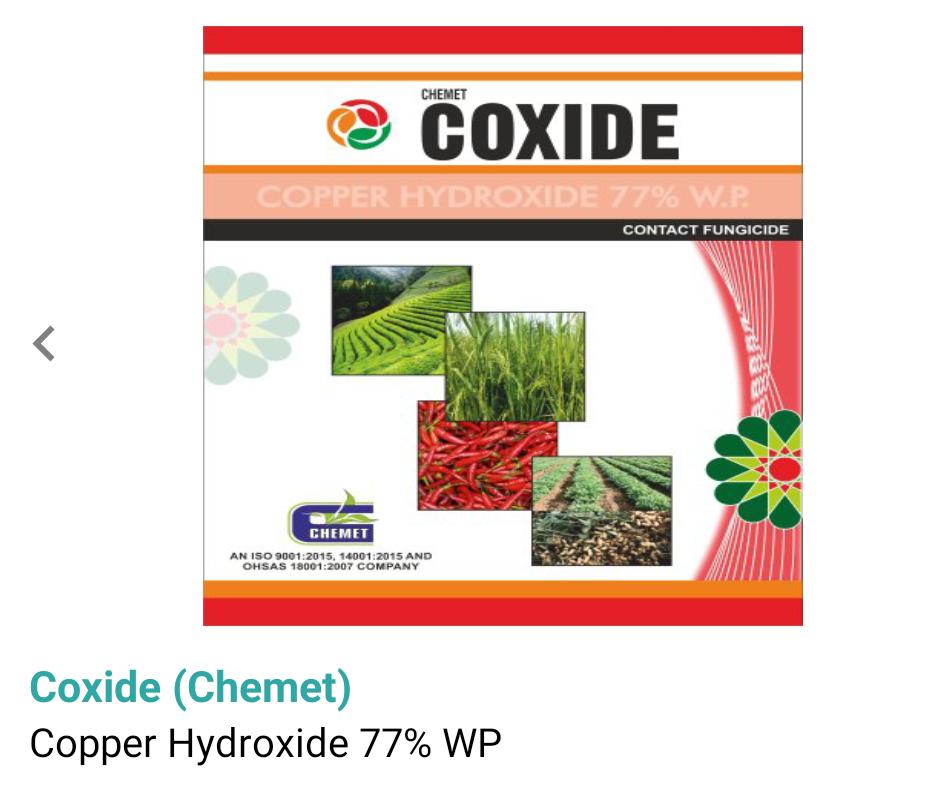 CHEMET
COXIDE
COPPER HYDROXIDE 77% W.P.
CONTACT FUNGICIDE
CHEMET
AN ISO 9001:2015, 14001:2015 AND
OHSAS 18001:2007 COMPANY
Coxide (Chemet)
Copper Hydroxide 77% WP